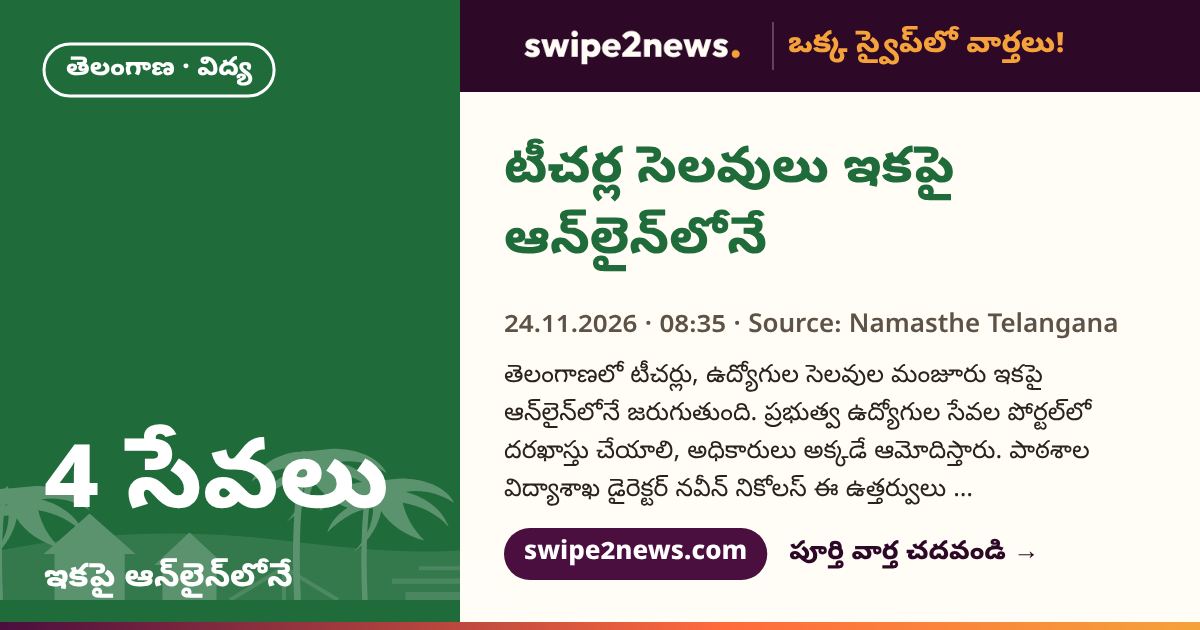 తెలంగాణ · విద్య
4 సేవలు
ఇకపై ఆన్‌లైన్‌లోనే
swipe2news. ఒక్క స్వైప్‌లో వార్తలు!
టీచర్ల సెలవులు ఇకపై
ఆన్‌లైన్‌లోనే
24.11.2026 · 08:35 · Source: Namasthe Telangana
తెలంగాణలో టీచర్లు, ఉద్యోగుల సెలవుల మంజూరు ఇకపై
ఆన్‌లైన్‌లోనే జరుగుతుంది. ప్రభుత్వ ఉద్యోగుల సేవల పోర్టల్‌లో
దరఖాస్తు చేయాలి, అధికారులు అక్కడే ఆమోదిస్తారు. పాఠశాల
విద్యాశాఖ డైరెక్టర్ నవీన్ నికోలస్ ఈ ఉత్తర్వులు ...
swipe2news.com పూర్తి వార్త చదవండి →